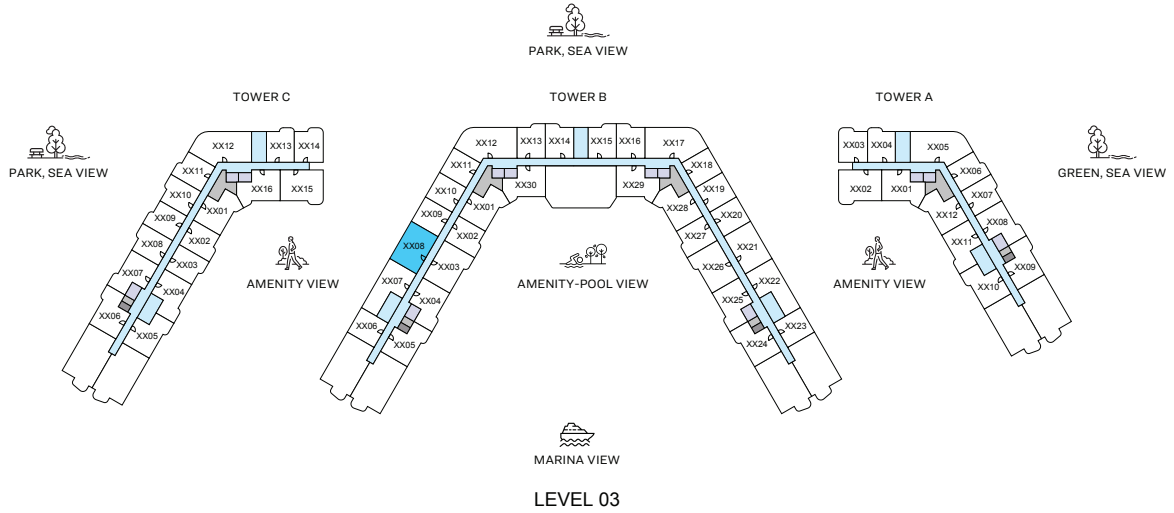 PARK, SEA VIEW
TOWER C
TOWER B
TOWER A
PARK, SEA VIEW
GREEN, SEA VIEW
XX12
XX13
XX14
XX11
XX16
XX15
XX10
XX01
XX09
XX02
XX08
XX03
XX07
XX04
XX06
XX05
XX12
XX13
XX14
XX15
XX16
XX17
XX11
XX30
XX29
XX18
XX10
XX01
XX28
XX19
XX09
XX02
XX27
XX20
XX08
XX03
XX26
XX21
XX07
XX04
XX25
XX22
XX06
XX05
XX24
XX23
XX03
XX04
XX05
XX02
XX01
XX06
XX12
XX07
XX11
XX08
XX10
XX09
AMENITY VIEW
AMENITY-POOL VIEW
AMENITY VIEW
MARINA VIEW
LEVEL 03